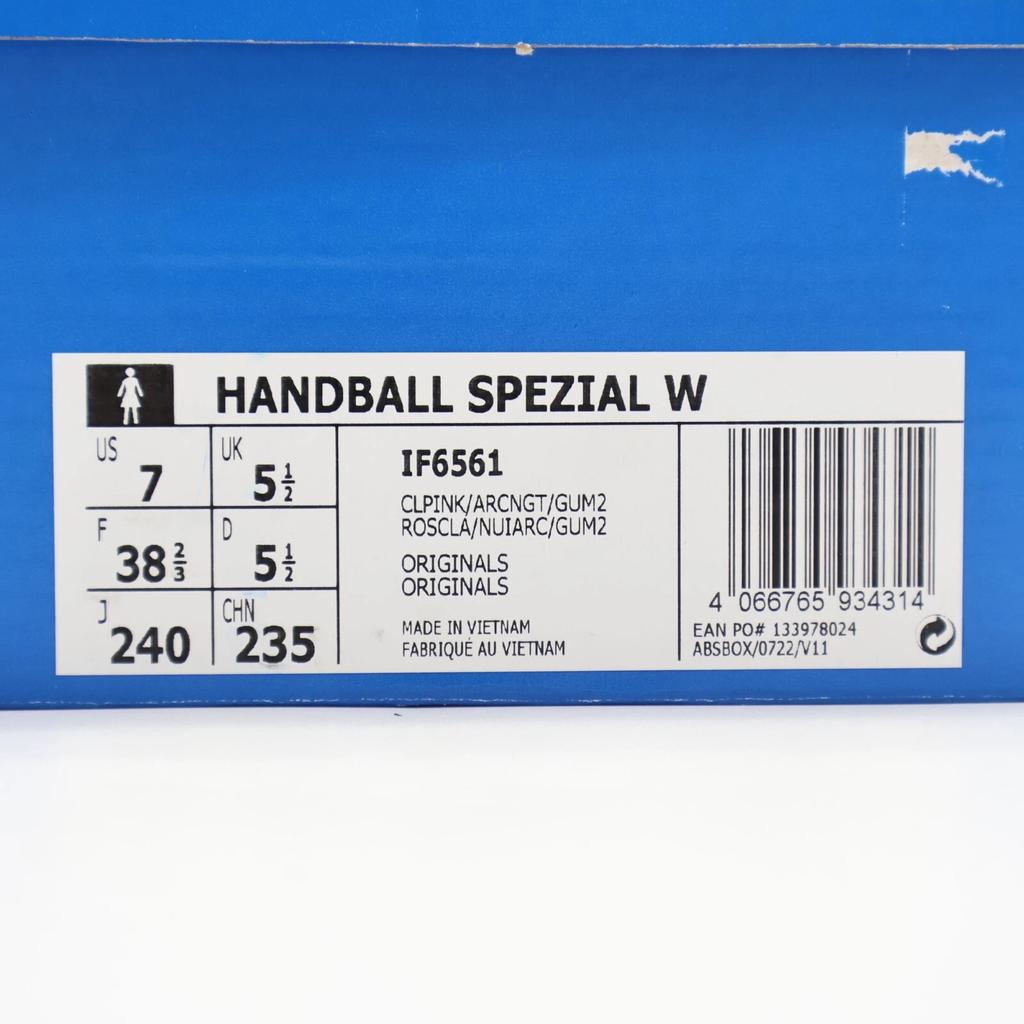 HANDBALL SPEZIAL W
US 7 UK 5 1/2
F 38 2/3 D 5 1/2
J 240 CHN 235
IF6561
CLPINK/ARCNGT/GUM2
ROSCLA/NUIARC/GUM2
ORIGINALS
ORIGINALS
MADE IN VIETNAM
FABRIQUÉ AU VIETNAM
4 066765 934314
EAN PO# 133978024
ABSBOX/0722/V11